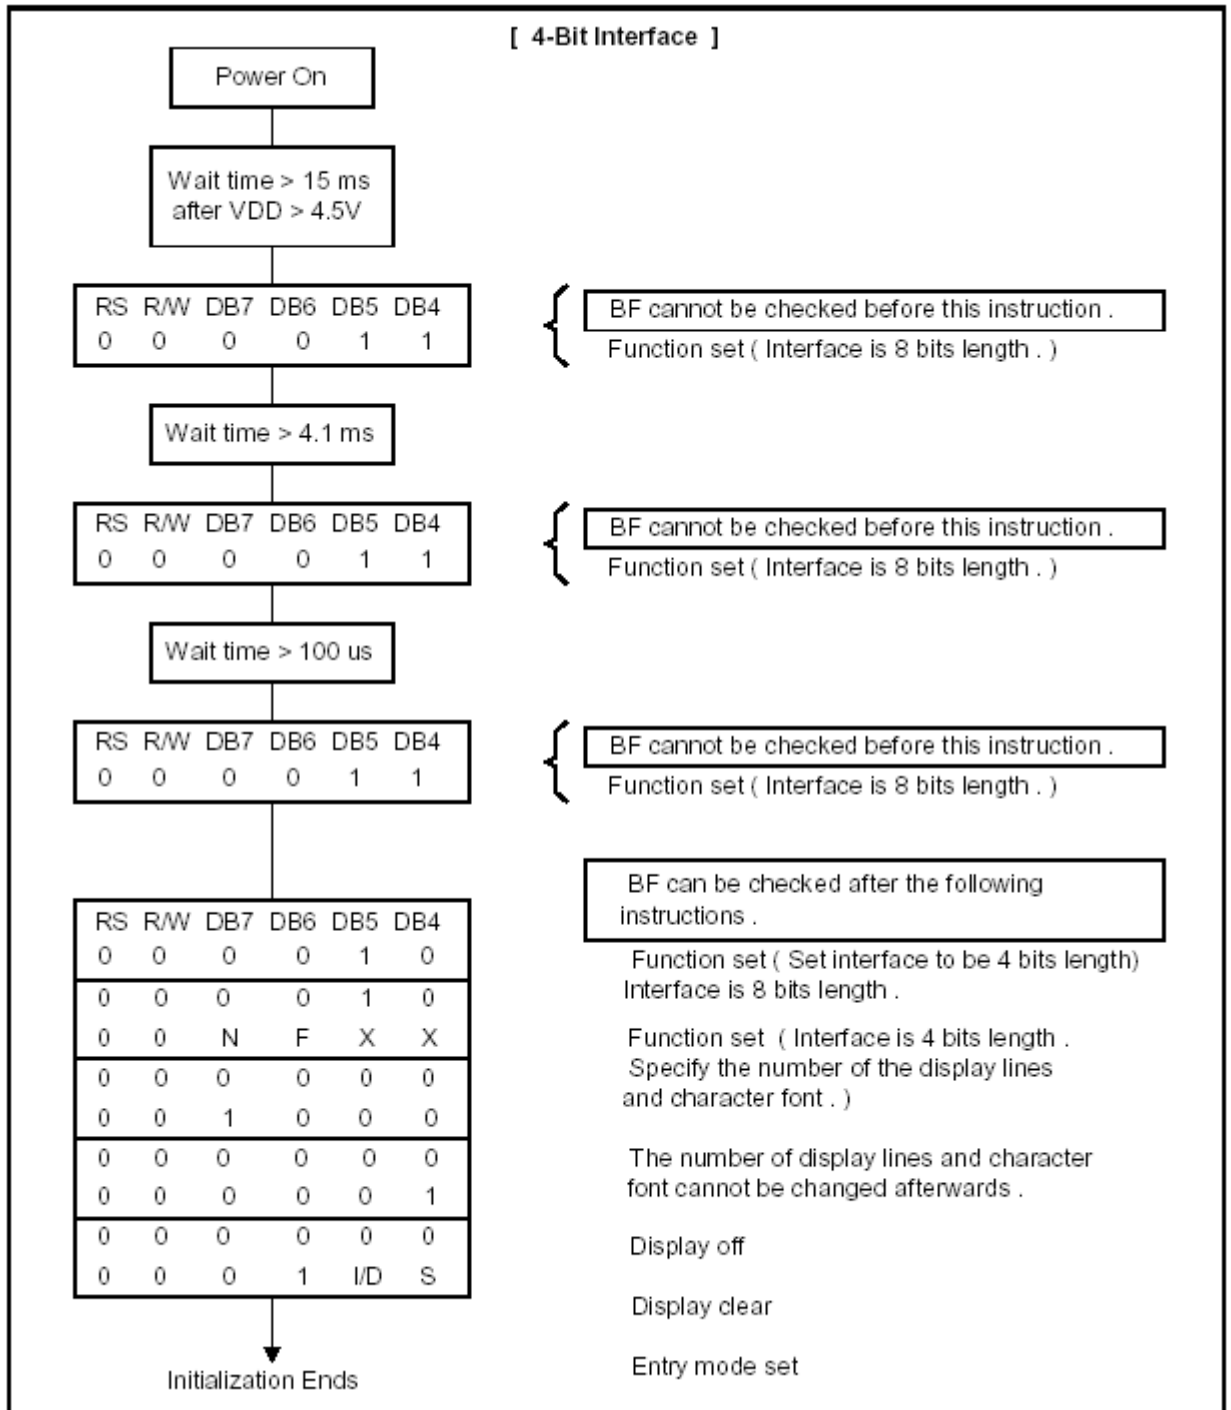 [ 4-Bit Interface ]
Power On
Wait time > 15 ms
after VDD > 4.5V
RS R/W DB7 DB6 DB5 DB4
0 0 0 0 1 1
BF cannot be checked before this instruction .
Function set ( Interface is 8 bits length . )
Wait time > 4.1 ms
RS R/W DB7 DB6 DB5 DB4
0 0 0 0 1 1
BF cannot be checked before this instruction .
Function set ( Interface is 8 bits length . )
Wait time > 100 us
RS R/W DB7 DB6 DB5 DB4
0 0 0 0 1 1
BF cannot be checked before this instruction .
Function set ( Interface is 8 bits length . )
RS R/W DB7 DB6 DB5 DB4
0 0 0 0 1 0
0 0 0 0 1 0
0 0 N F X X
0 0 0 0 0 0
0 0 1 0 0 0
0 0 0 0 0 0
0 0 0 0 0 1
0 0 0 0 0 0
0 0 0 1 I/D S
BF can be checked after the following
instructions .
Function set ( Set interface to be 4 bits length)
Interface is 8 bits length .
Function set ( Interface is 4 bits length .
Specify the number of the display lines
and character font . )
The number of display lines and character
font cannot be changed afterwards .
Display off
Display clear
Entry mode set
Initialization Ends